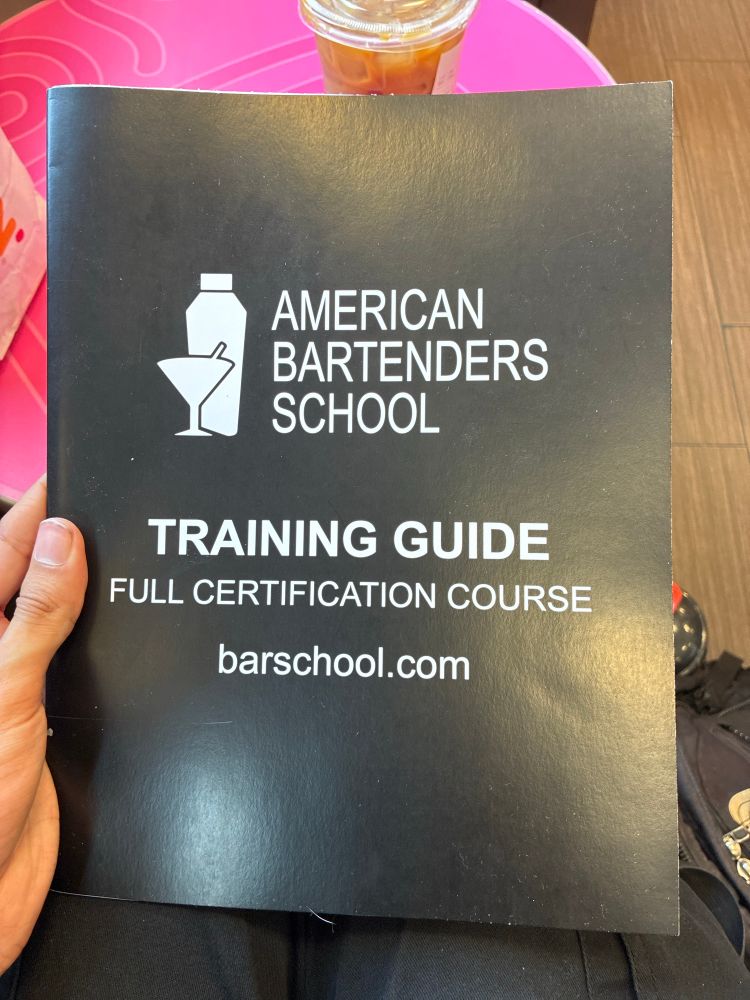 AMERICAN
BARTENDERS
SCHOOL
TRAINING GUIDE
FULL CERTIFICATION COURSE
barschool.com